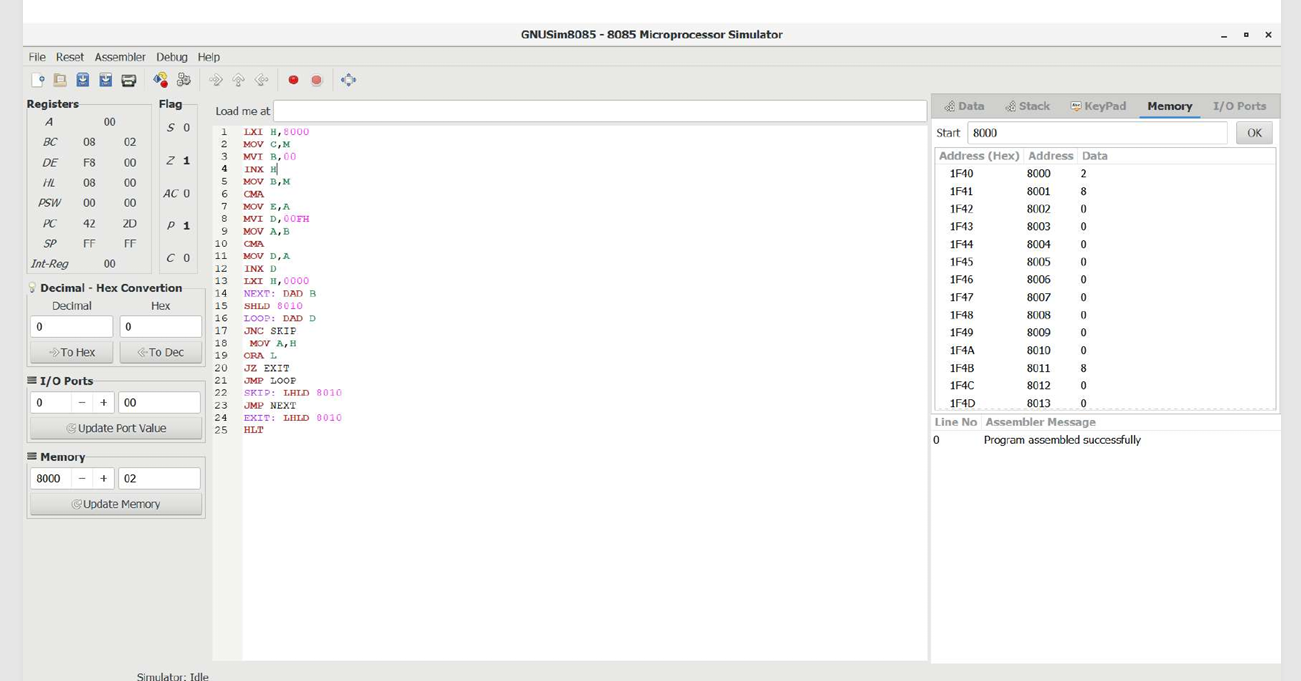 GNUSim8085 - 8085 Microprocessor Simulator
File Reset Assembler Debug Help
Registers
A 00
BC 08 02
DE F8 00
HL 08 00
PSW 00 00
PC 42 2D
SP FF FF
Int-Reg 00
Flag
S 0
Z 1
AC 0
P 1
C 0
Decimal - Hex Convertion
Decimal Hex
0 0
To Hex To Dec
I/O Ports
0 - + 00
Update Port Value
Memory
8000 - + 02
Update Memory
Load me at
1 LXI H,8000
2 MOV C,M
3 MVI B,00
4 INX H
5 MOV B,M
6 CMA
7 MOV E,A
8 MVI D,00FH
9 MOV A,B
10 CMA
11 MOV D,A
12 INX D
13 LXI H,0000
14 NEXT: DAD B
15 SHLD 8010
16 LOOP: DAD D
17 JNC SKIP
18 MOV A,H
19 ORA L
20 JZ EXIT
21 JMP LOOP
22 SKIP: LHLD 8010
23 JMP NEXT
24 EXIT: LHLD 8010
25 HLT
Data Stack KeyPad Memory I/O Ports
Start 8000 OK
Address (Hex) Address Data
1F40 8000 2
1F41 8001 8
1F42 8002 0
1F43 8003 0
1F44 8004 0
1F45 8005 0
1F46 8006 0
1F47 8007 0
1F48 8008 0
1F49 8009 0
1F4A 8010 0
1F4B 8011 8
1F4C 8012 0
1F4D 8013 0
Line No Assembler Message
0 Program assembled successfully
Simulator: Idle